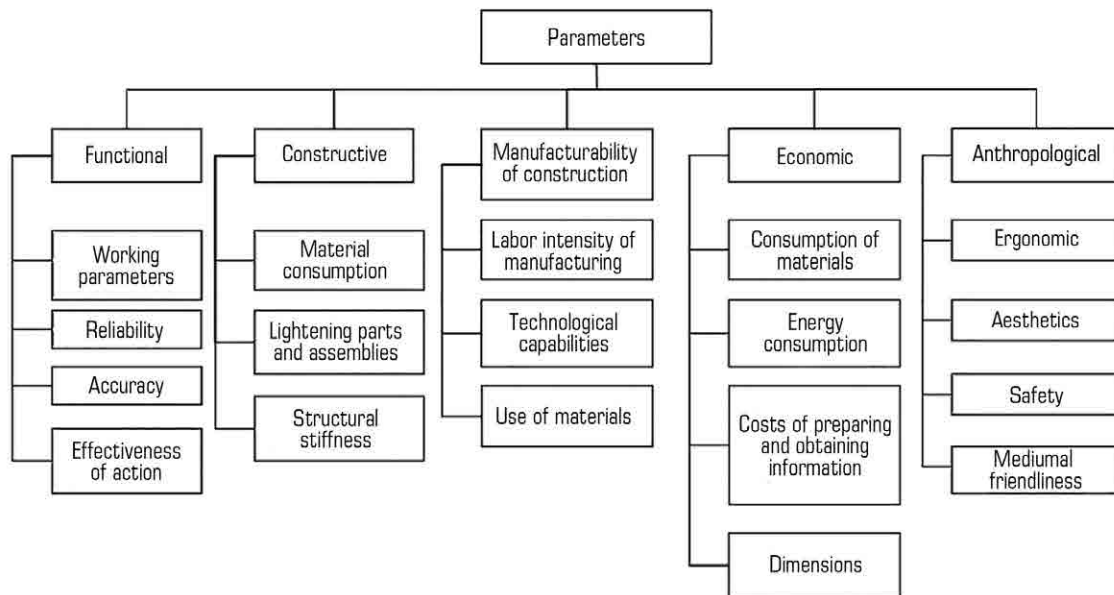 Parameters
Functional
Working
parameters
Reliability
Accuracy
Effectiveness
of action
Constructive
Material
consumption
Lightening parts
and assemblies
Structural
stiffness
Manufacturability
of construction
Labor intensity of
manufacturing
Technological
capabilities
Use of materials
Economic
Consumption of
materials
Energy
consumption
Costs of preparing
and obtaining
information
Dimensions
Anthropological
Ergonomic
Aesthetics
Safety
Mediumal
friendliness